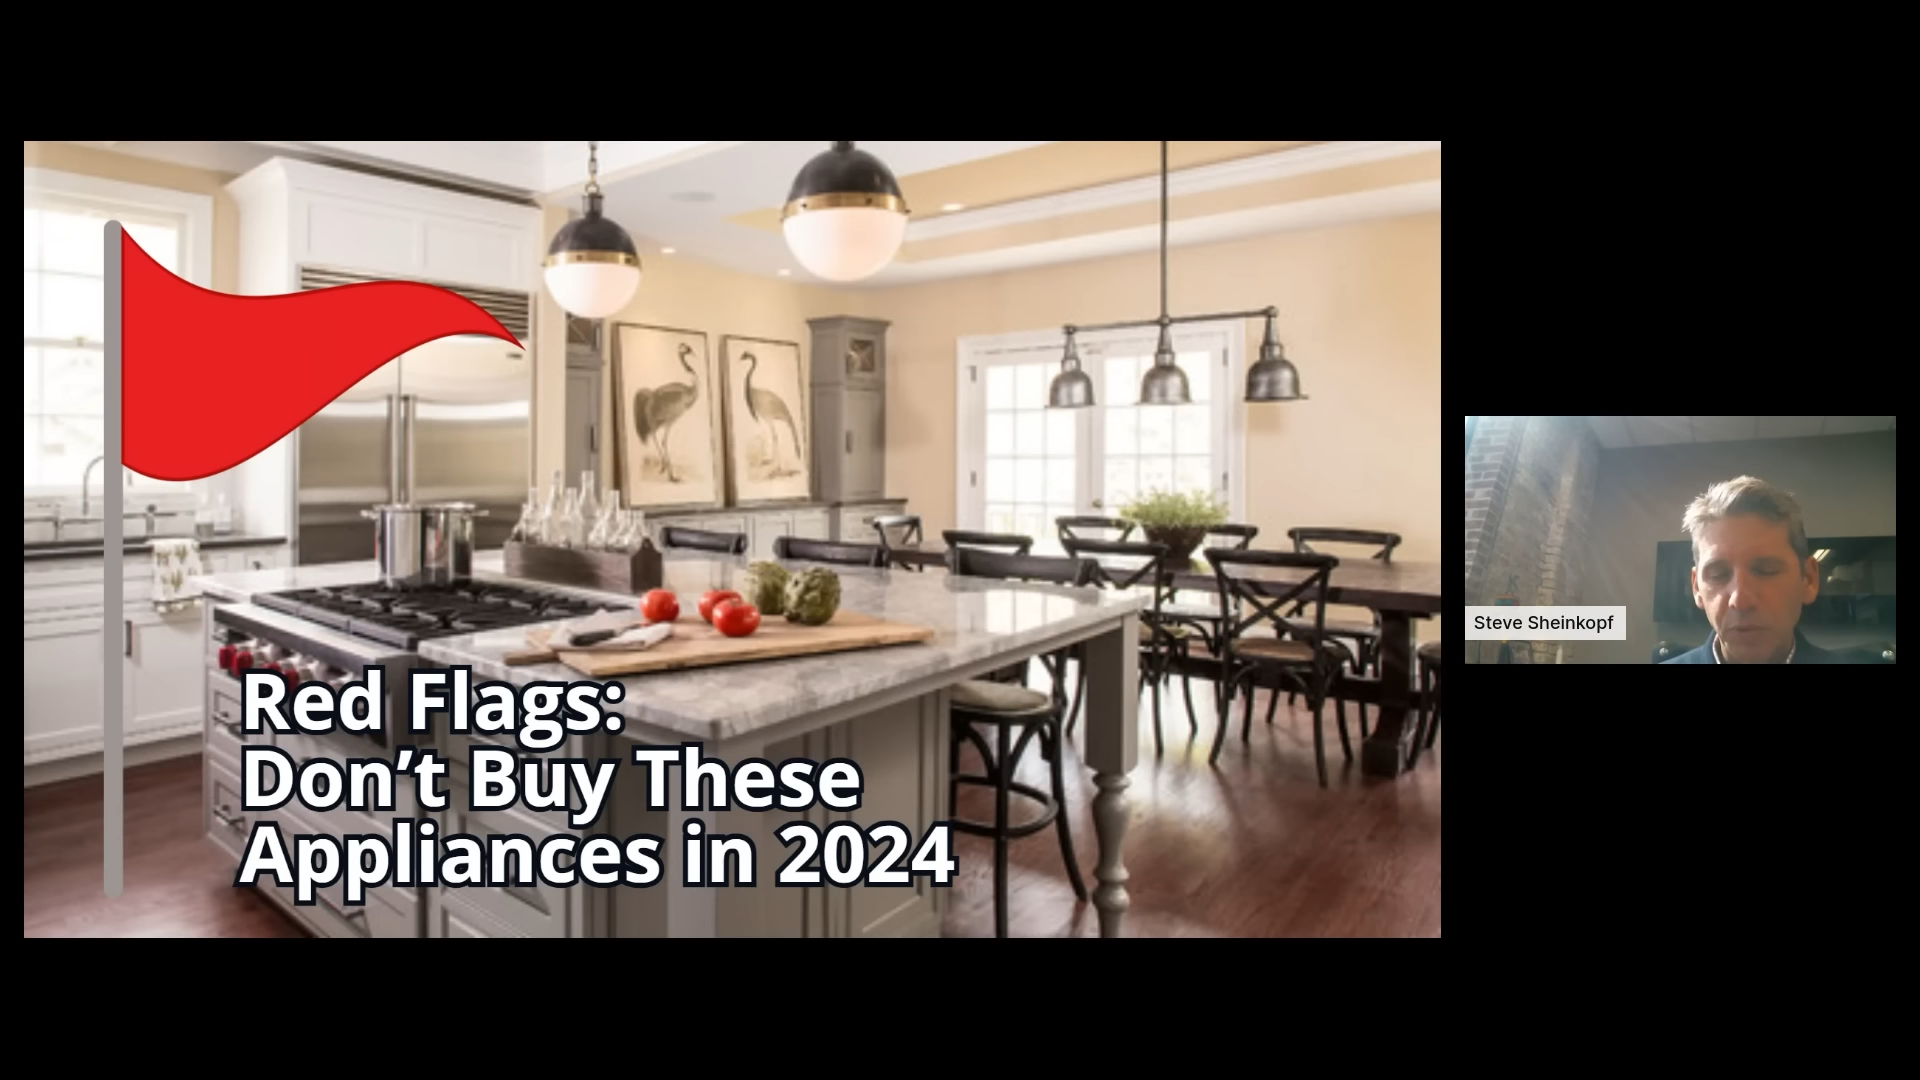 Red Flags:
Don’t Buy These
Appliances in 2024
Steve Sheinkopf